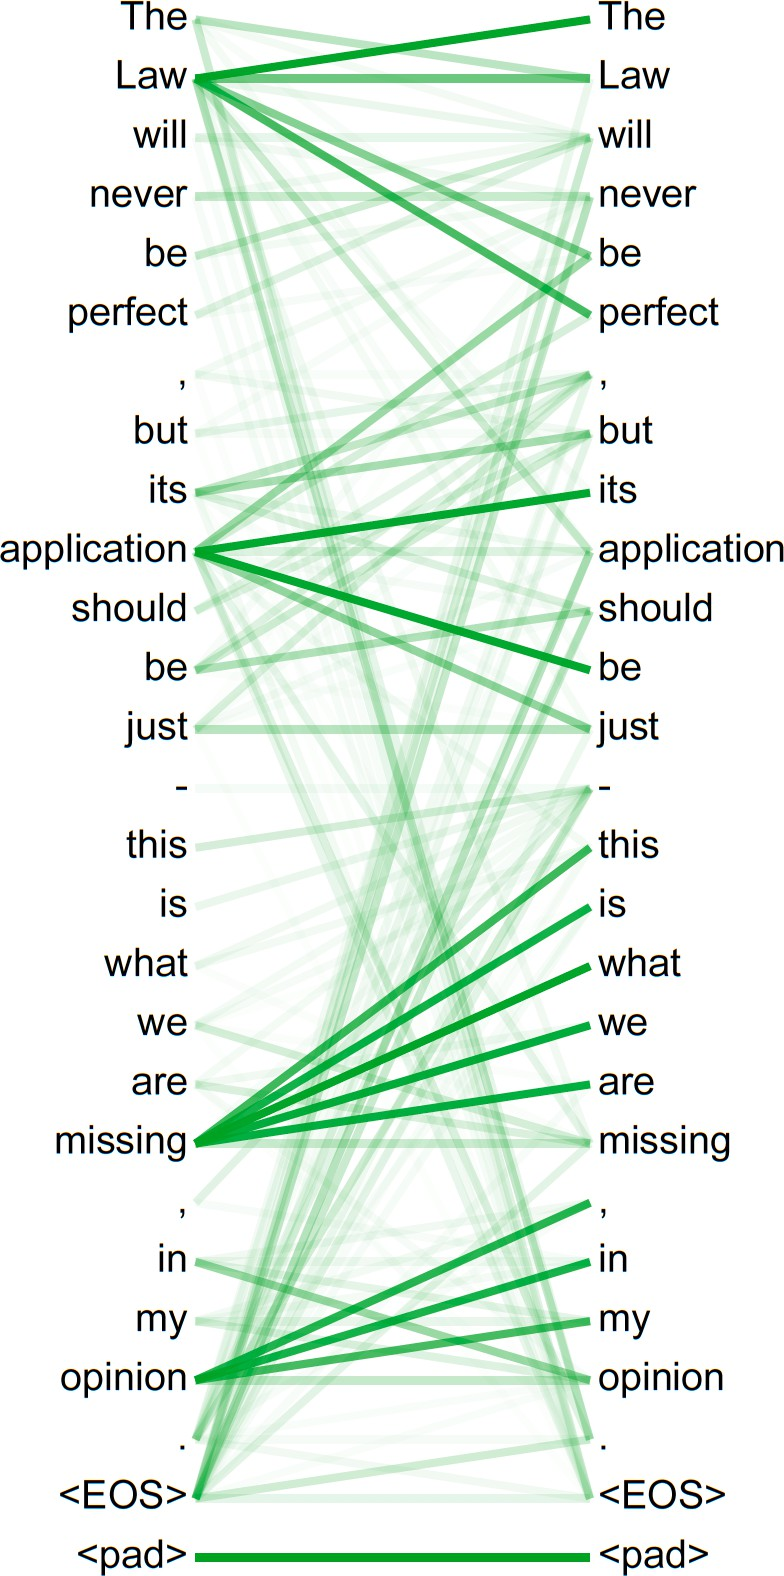 The The
Law Law
will will
never never
be be
perfect perfect
, ,
but but
its its
application application
should should
be be
just just
- -
this this
is is
what what
we we
are are
missing missing
, ,
in in
my my
opinion opinion
. .
<EOS> <EOS>
<pad> <pad>